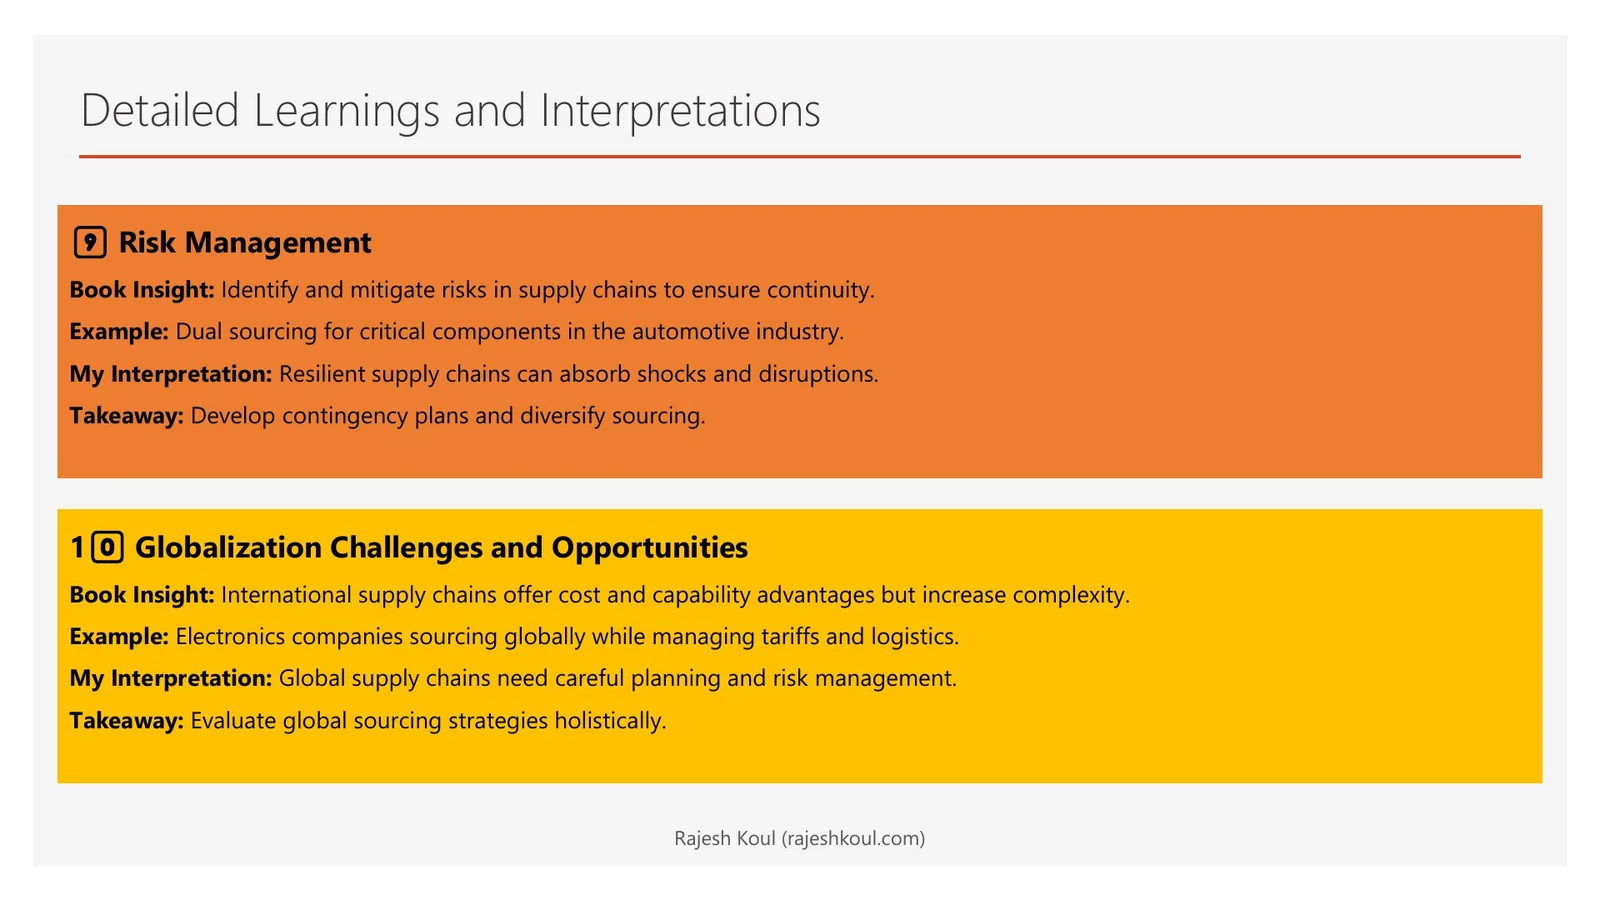 Detailed Learnings and Interpretations
9️⃣ Risk Management
Book Insight: Identify and mitigate risks in supply chains to ensure continuity.
Example: Dual sourcing for critical components in the automotive industry.
My Interpretation: Resilient supply chains can absorb shocks and disruptions.
Takeaway: Develop contingency plans and diversify sourcing.
10️⃣ Globalization Challenges and Opportunities
Book Insight: International supply chains offer cost and capability advantages but increase complexity.
Example: Electronics companies sourcing globally while managing tariffs and logistics.
My Interpretation: Global supply chains need careful planning and risk management.
Takeaway: Evaluate global sourcing strategies holistically.
Rajesh Koul (rajeshkoul.com)